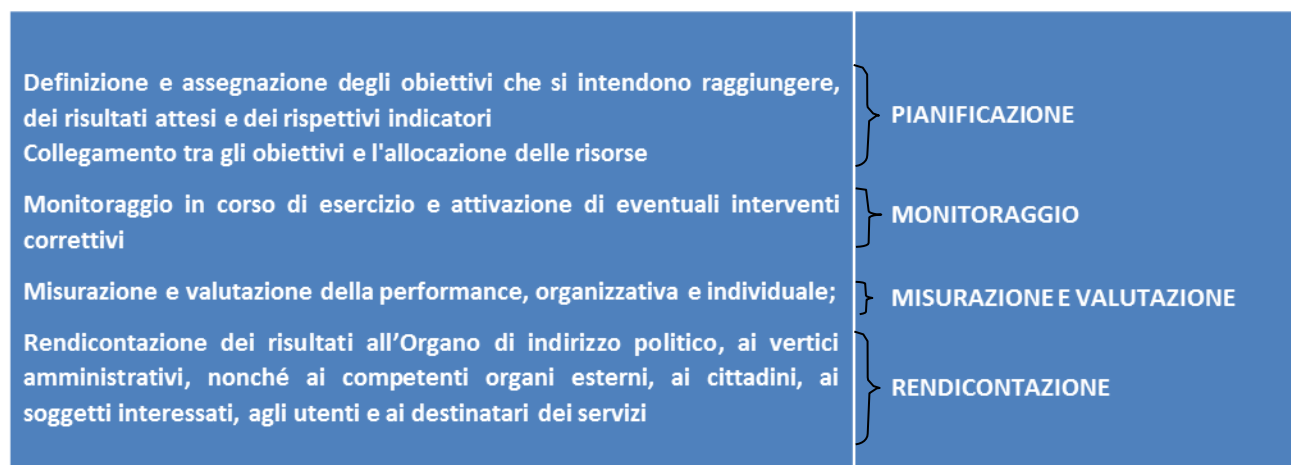 Definizione e assegnazione degli obiettivi che si intendono raggiungere,
dei risultati attesi e dei rispettivi indicatori
Collegamento tra gli obiettivi e l'allocazione delle risorse
PIANIFICAZIONE
Monitoraggio in corso di esercizio e attivazione di eventuali interventi
correttivi
MONITORAGGIO
Misurazione e valutazione della performance, organizzativa e individuale;
MISURAZIONE E VALUTAZIONE
Rendicontazione dei risultati all’Organo di indirizzo politico, ai vertici
amministrativi, nonché ai competenti organi esterni, ai cittadini, ai
soggetti interessati, agli utenti e ai destinatari dei servizi
RENDICONTAZIONE